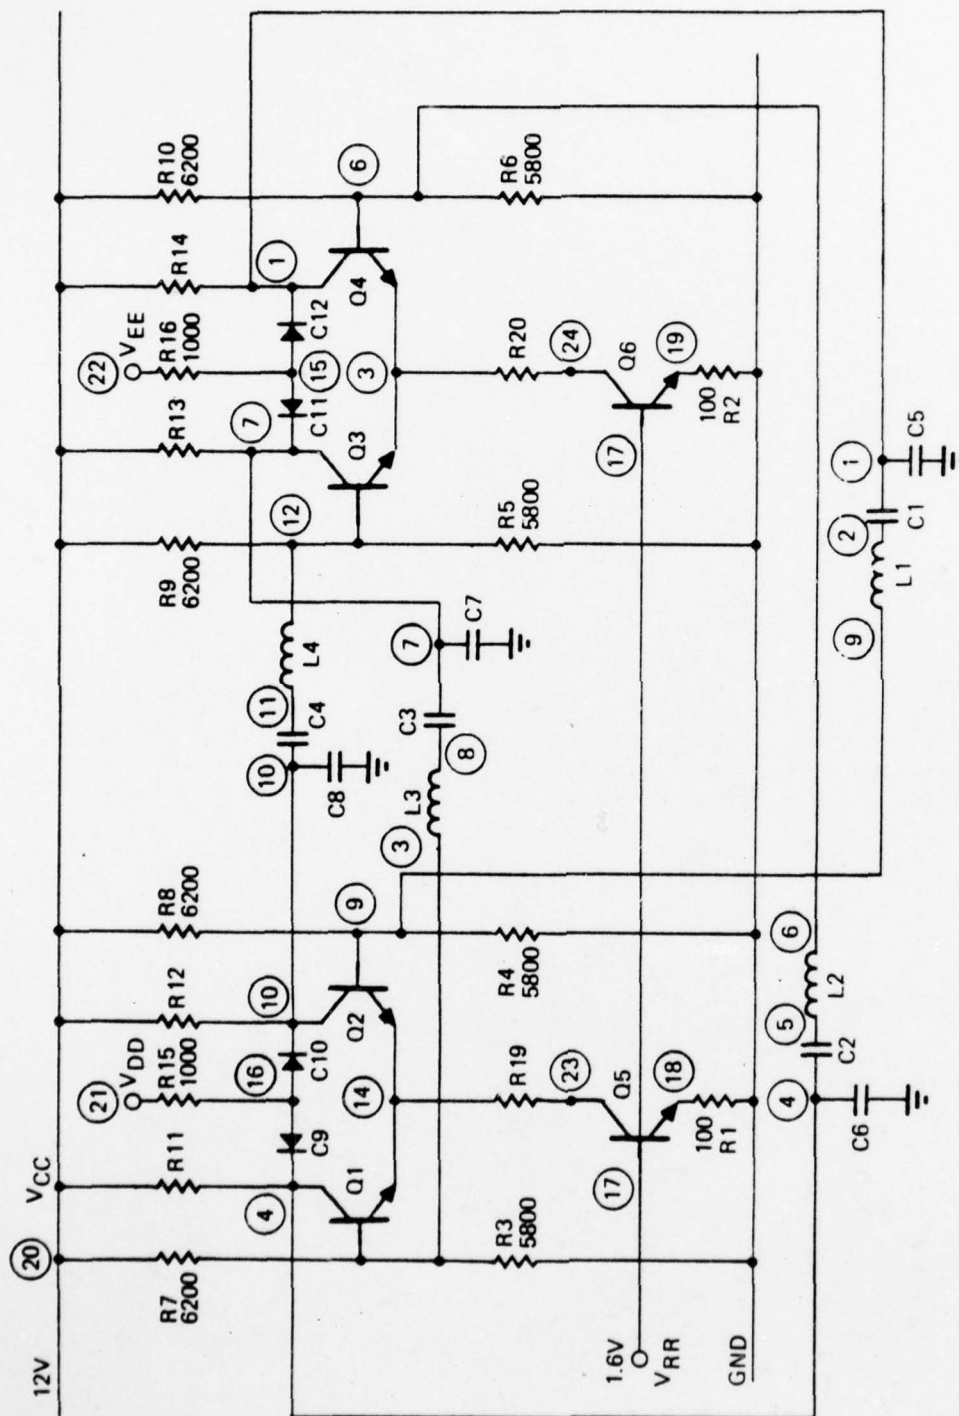 12V
20
VCC
R7
6200
R11
21
VDD
R15
1000
R12
R8
6200
R9
6200
R13
22
VEE
R16
1000
R14
R10
6200
4
C9
16
C10
10
10
C4
11
L4
12
7
C11
15
C12
1
Q1
14
Q2
9
C8
3
L3
8
C3
7
C7
Q3
3
Q4
6
R3
5800
R19
R4
5800
R5
5800
R20
R6
5800
23
24
1.6V
VRR
17
Q5
18
17
Q6
19
100
R1
100
R2
GND
4
C6
C2
5
L2
6
9
L1
2
C1
1
C5